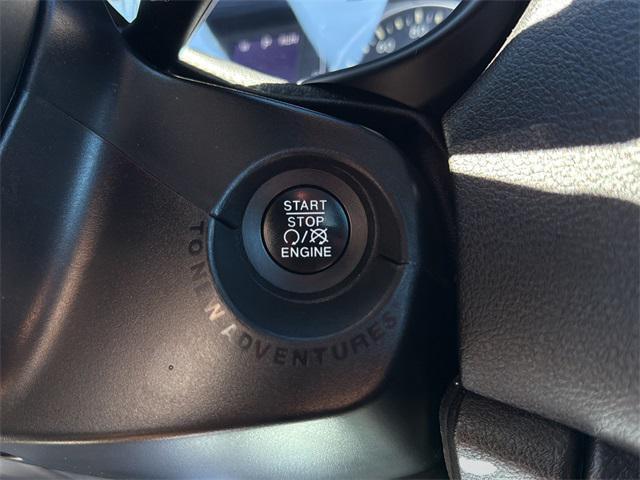 START
STOP
ENGINE
TO NEW ADVENTURES